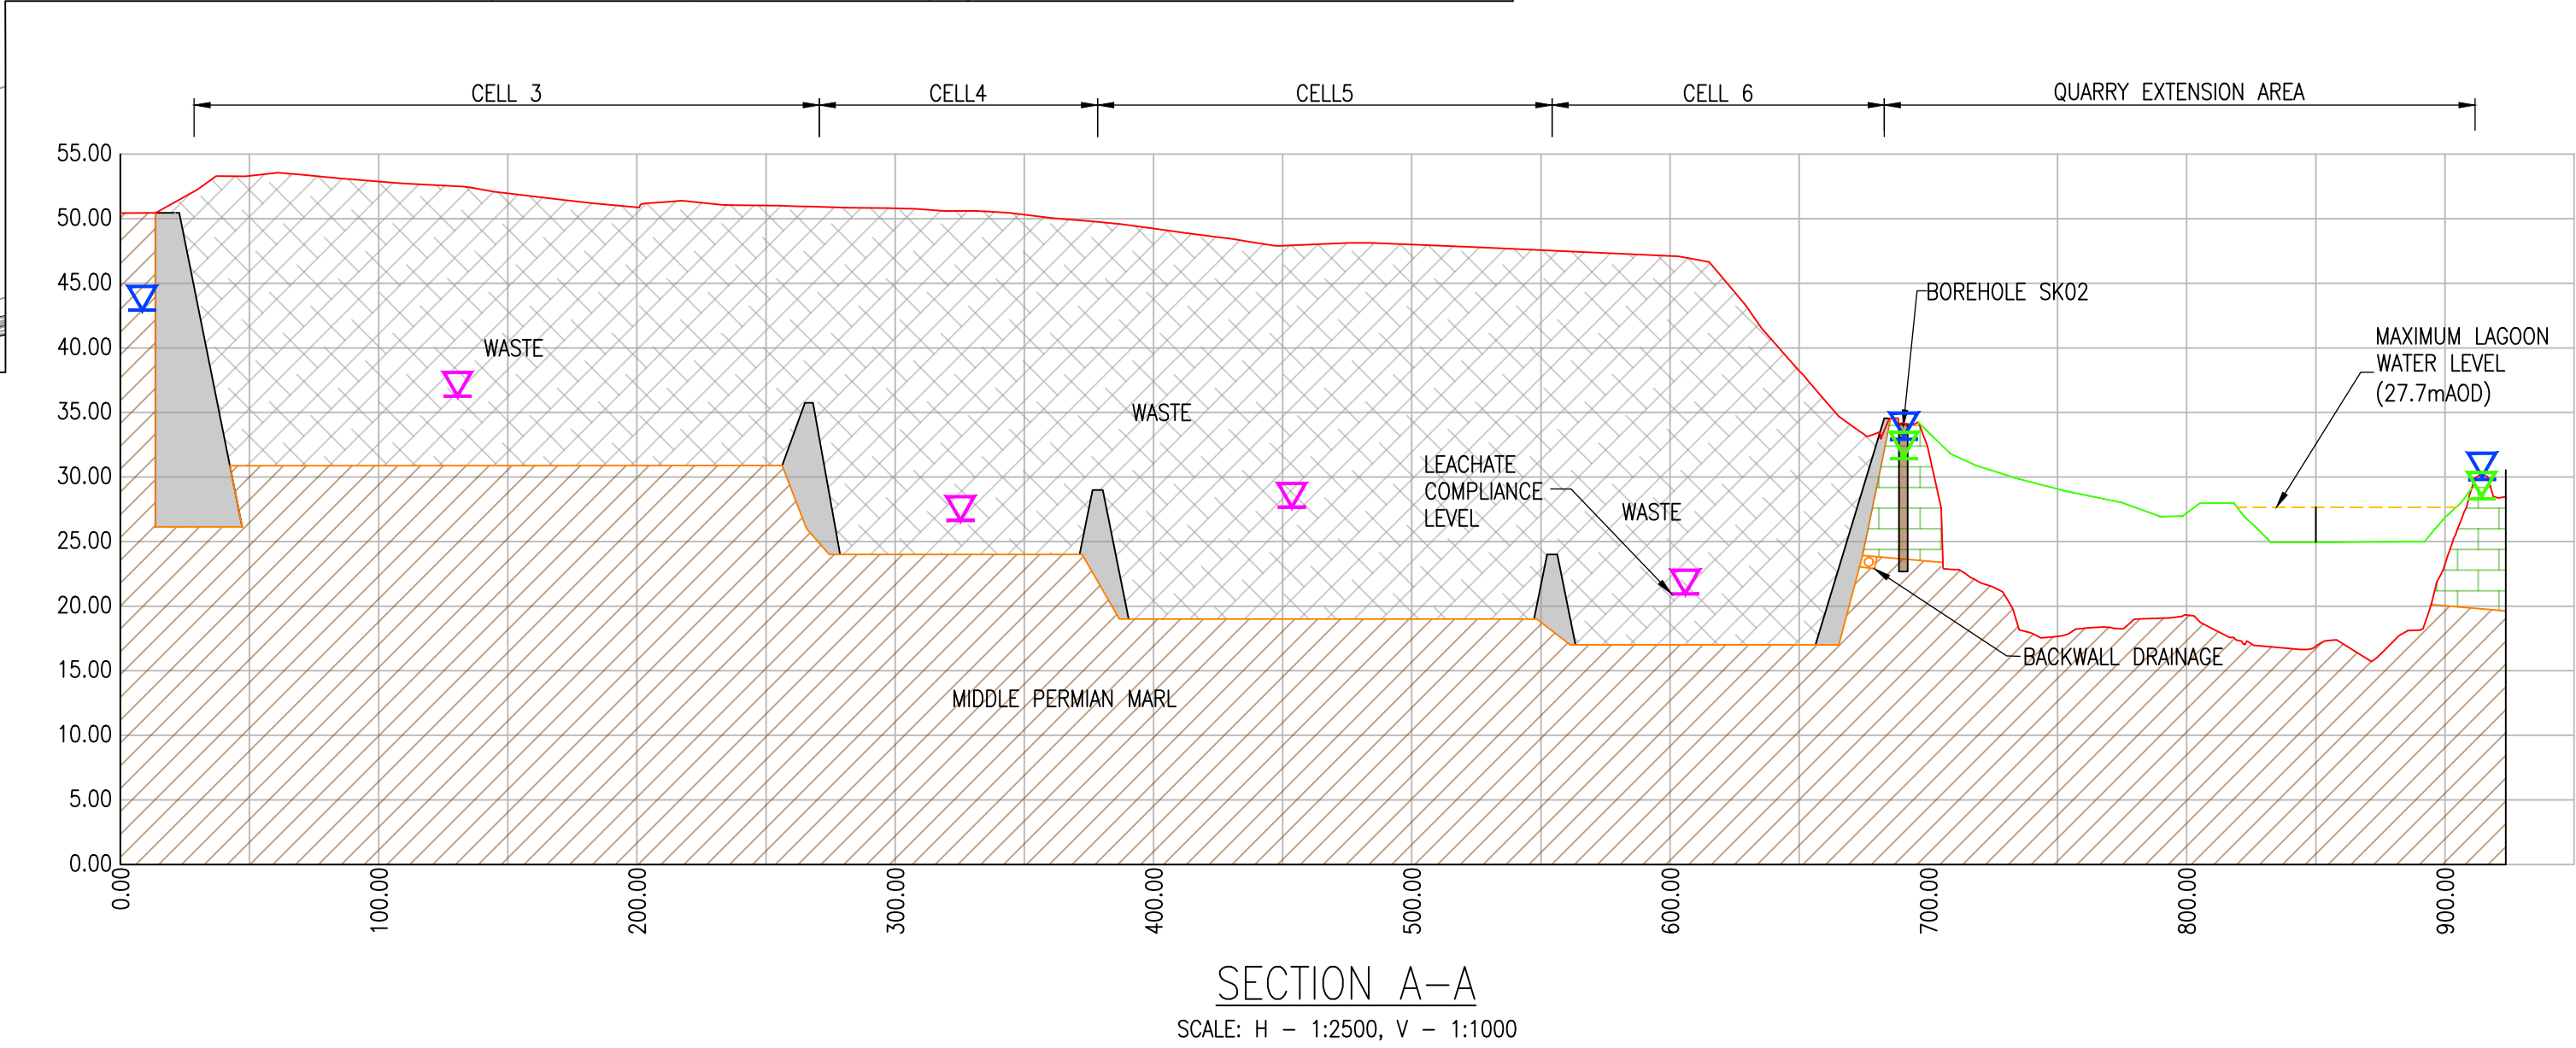 CELL 3
CELL4
CELL5
CELL 6
QUARRY EXTENSION AREA
55.00
50.00
45.00
40.00
35.00
30.00
25.00
20.00
15.00
10.00
5.00
0.00
WASTE
WASTE
LEACHATE
COMPLIANCE
LEVEL
WASTE
BOREHOLE SK02
MAXIMUM LAGOON
WATER LEVEL
(27.7mAOD)
BACKWALL DRAINAGE
MIDDLE PERMIAN MARL
0.00
100.00
200.00
300.00
400.00
500.00
600.00
700.00
800.00
900.00
SECTION A-A
SCALE: H - 1:2500, V - 1:1000